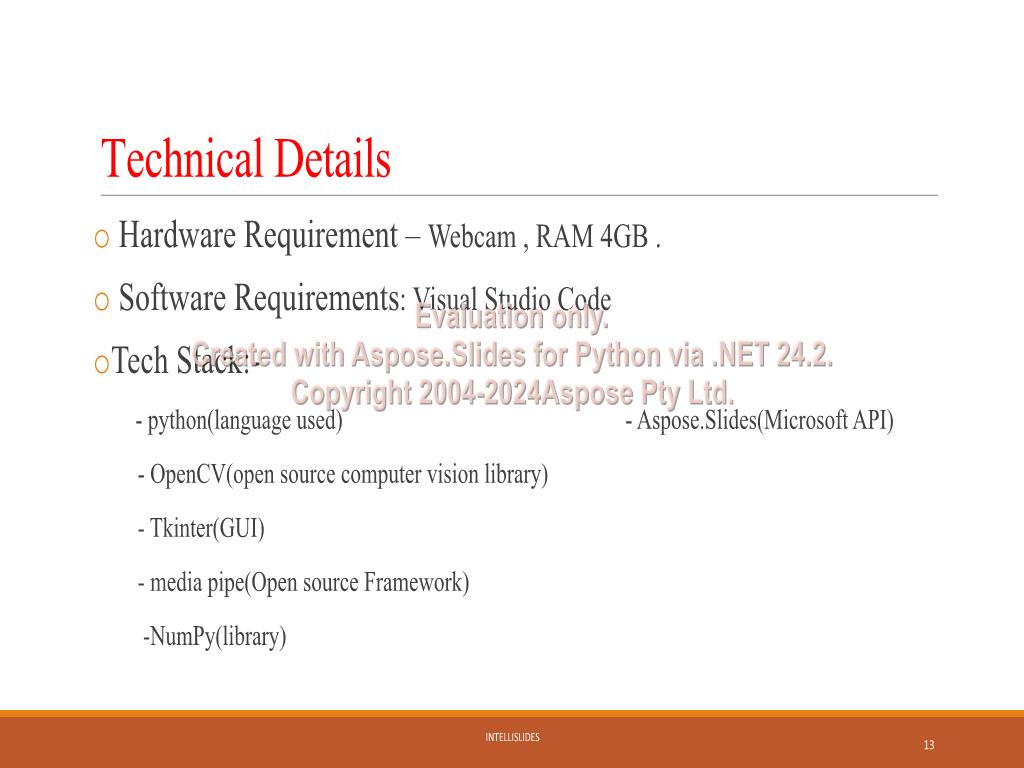 Technical Details
o Hardware Requirement – Webcam , RAM 4GB .
o Software Requirements: Visual Studio Code
Evaluation only.
oTech Stack:-
Created with Aspose.Slides for Python via .NET 24.2.
Copyright 2004-2024Aspose Pty Ltd.
- python(language used) - Aspose.Slides(Microsoft API)
- OpenCV(open source computer vision library)
- Tkinter(GUI)
- media pipe(Open source Framework)
-NumPy(library)
INTELLISLIDES
13